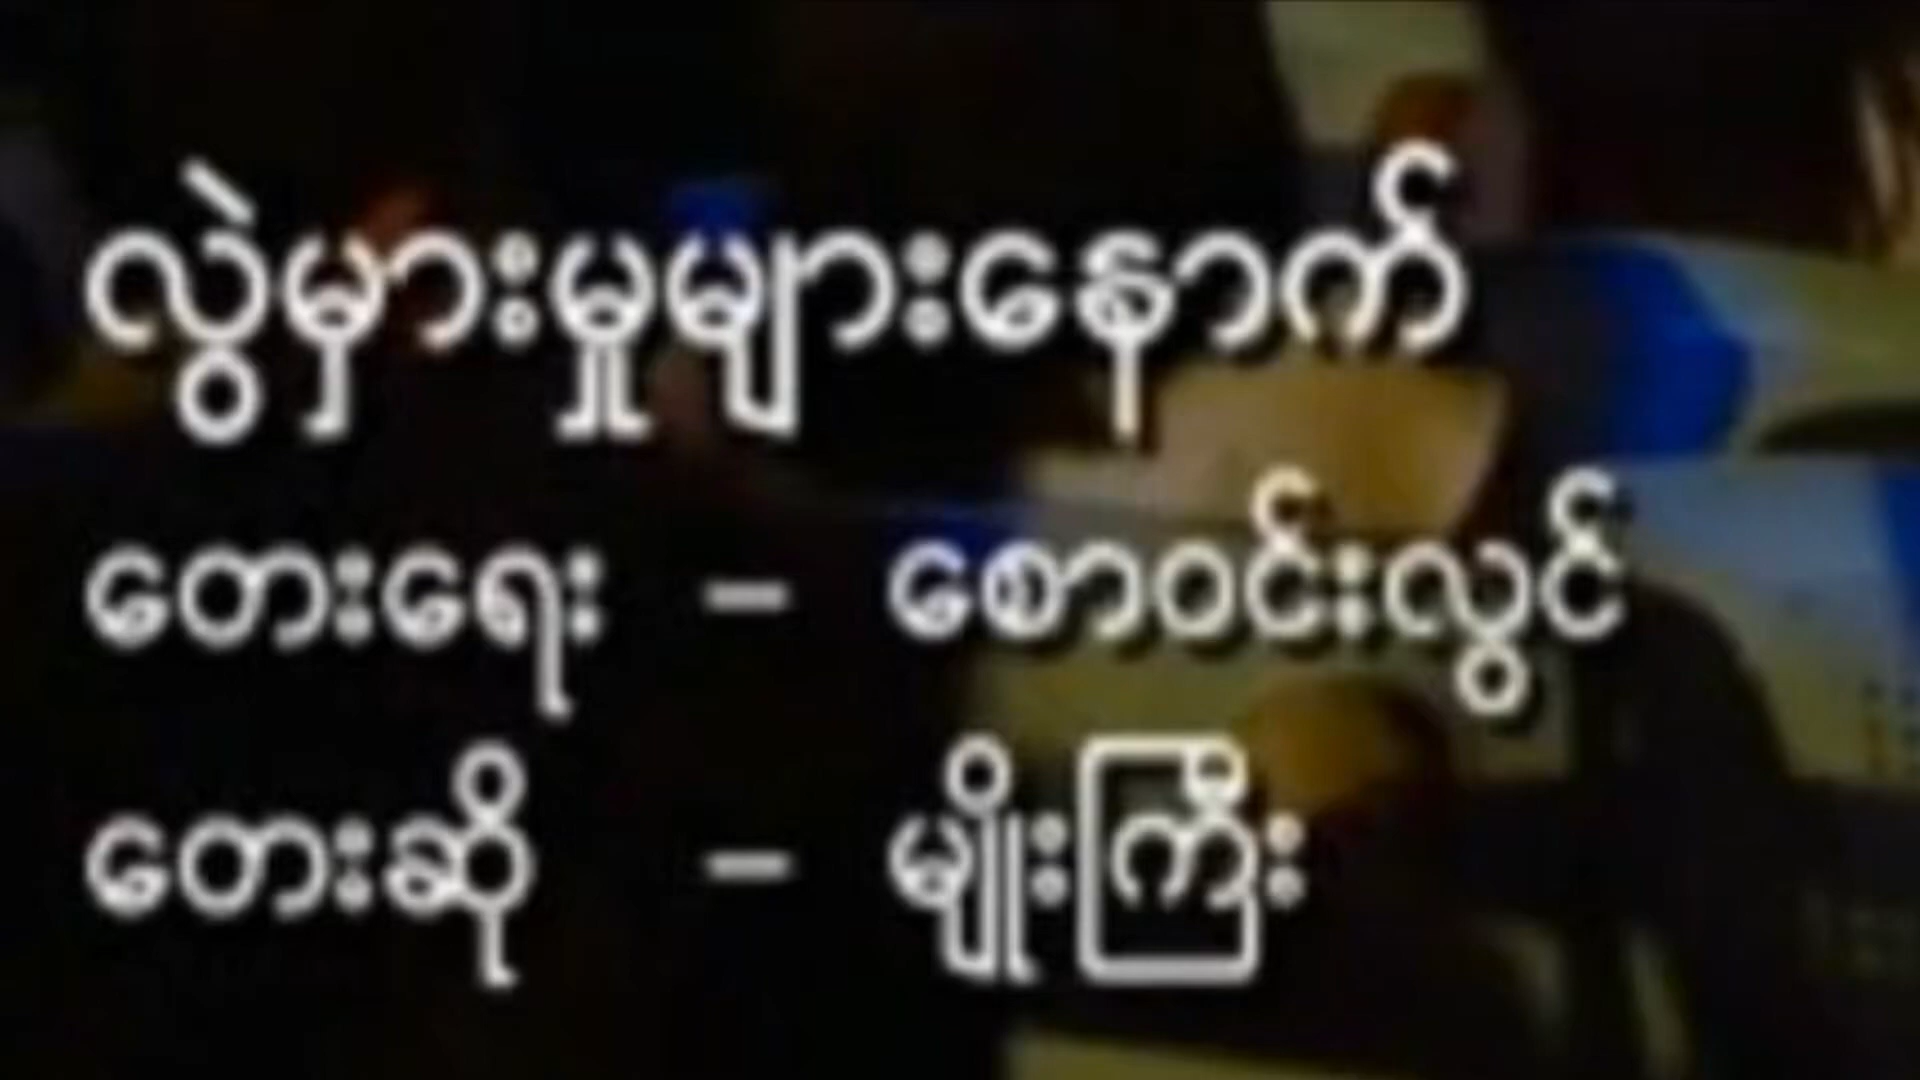 လွဲမှားမှုများနောက်
တေးရေး - စောဝင်းလွင်
တေးဆို - မျိုးကြီး